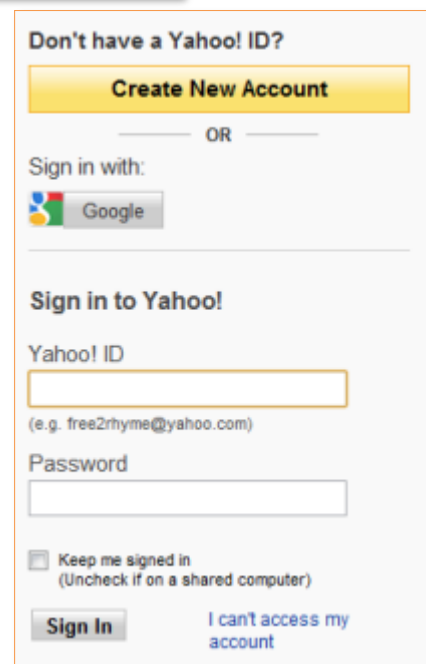 Don't have a Yahoo! ID?
Create New Account
OR
Sign in with:
Google
Sign in to Yahoo!
Yahoo! ID
(e.g. free2rhyme@yahoo.com)
Password
Keep me signed in
(Uncheck if on a shared computer)
Sign In
I can't access my
account